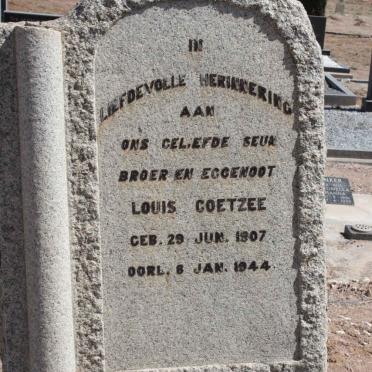 IN
LIEFDEVOLLE HERINNERING
AAN
ONS GELIEFDE SEUN
BROER EN EGGENOOT
LOUIS COETZEE
GEB. 29 JUN. 1907
OORL. 6 JAN. 1944